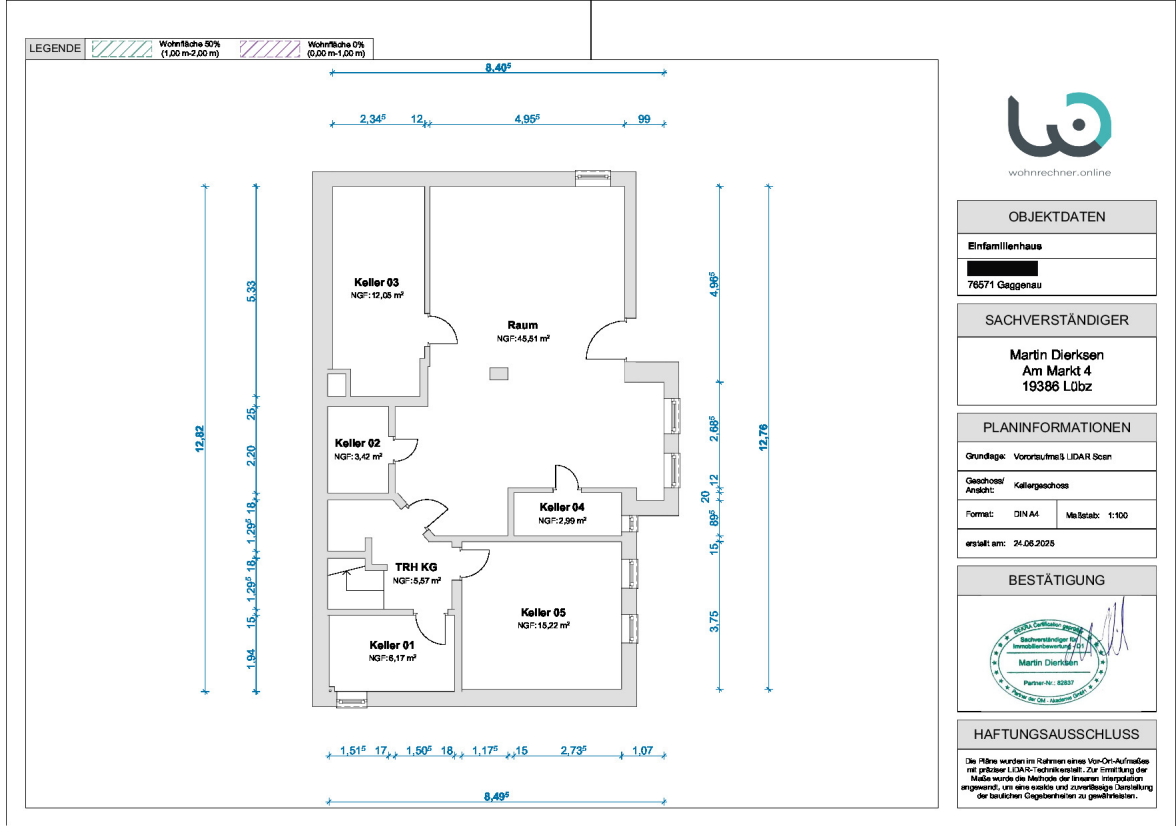 LEGENDE
Wohnfläche 50%
(1,00 m-2,00 m)
Wohnfläche 0%
(0,00 m-1,00 m)
8,40⁵
2,34⁵ 12 4,95⁵ 99
12,82
5,33
25
2,20
18
1,29⁵
18
1,29⁵
15
1,94
Keller 03
NGF: 12,05 m²
Raum
NGF: 45,51 m²
Keller 02
NGF: 3,42 m²
Keller 04
NGF: 2,99 m²
TRH KG
NGF: 5,57 m²
Keller 05
NGF: 15,22 m²
Keller 01
NGF: 6,17 m²
4,96⁵
2,68⁵
12
20
89⁵
15
3,75
12,76
1,51⁵ 17 1,50⁵ 18 1,17⁵ 15 2,73⁵ 1,07
8,49⁵
wohnrechner.online
OBJEKTDATEN
Einfamilienhaus
76571 Gaggenau
SACHVERSTÄNDIGER
Martin Dierksen
Am Markt 4
19386 Lübz
PLANINFORMATIONEN
Grundlage: Vorortaufmaß LIDAR Scan
Geschoss/
Ansicht: Kellergeschoss
Format: DIN A4 Maßstab: 1:100
erstellt am: 24.06.2025
BESTÄTIGUNG
DEKRA Certification geprüfter
Sachverständiger für
Immobilienbewertung - D1
Martin Dierksen
Partner-Nr.: 82837
Partner der QM - Akademie GmbH
HAFTUNGSAUSSCHLUSS
Die Pläne wurden im Rahmen eines Vor-Ort-Aufmaßes
mit präziser LiDAR-Technik erstellt. Zur Ermittlung der
Maße wurde die Methode der linearen Interpolation
angewandt, um eine exakte und zuverlässige Darstellung
der baulichen Gegebenheiten zu gewährleisten.